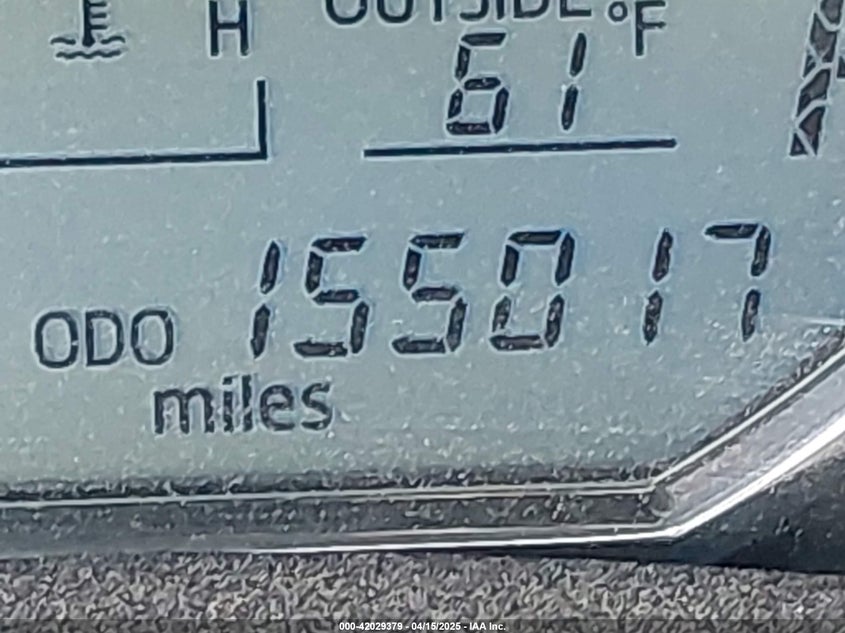 H
OUTSIDE °F
61
ODO 155017
miles
000-42029379 - 04/15/2025 - IAA Inc.